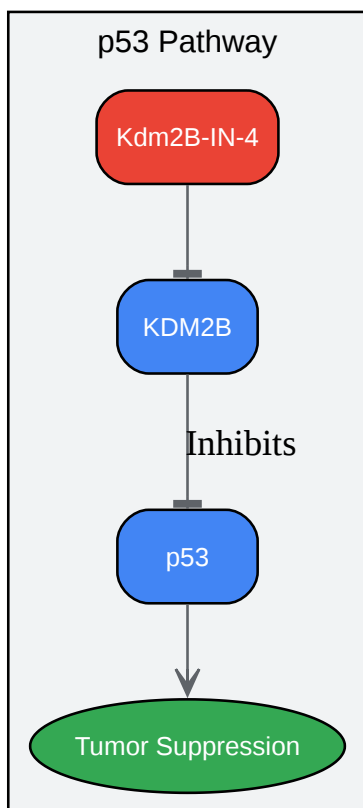 p53 Pathway
Kdm2B-IN-4
KDM2B
Inhibits
p53
Tumor Suppression